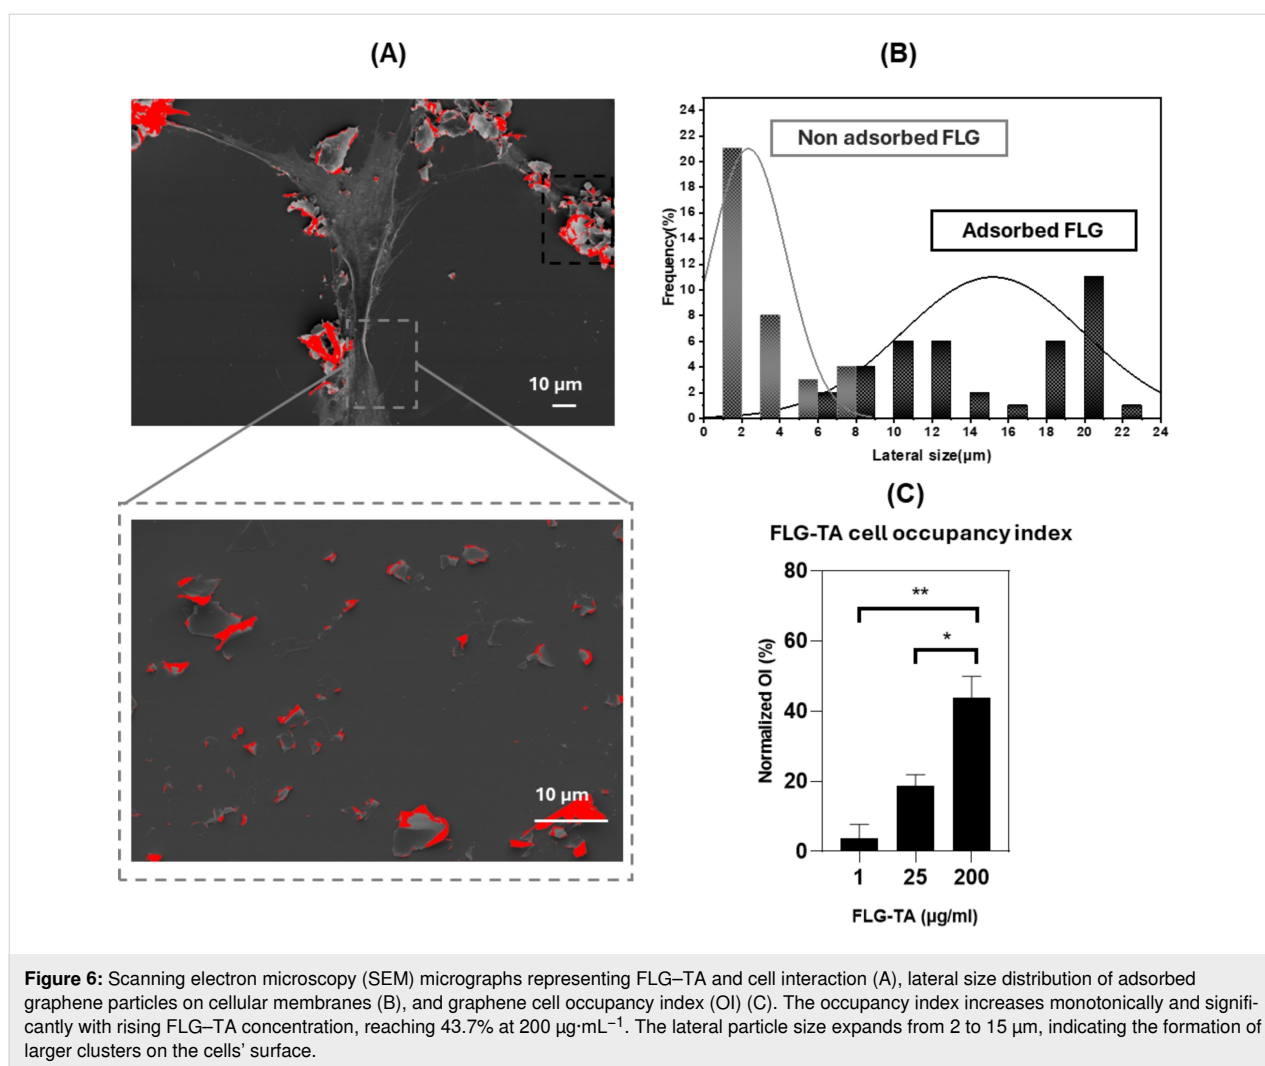 (A)
10 µm
10 µm
(B)
Non adsorbed FLG
Adsorbed FLG
Frequency(%)
24
22
20
18
16
14
12
10
8
6
4
2
0
0 2 4 6 8 10 12 14 16 18 20 22 24
Lateral size(µm)
(C)
FLG-TA cell occupancy index
Normalized OI (%)
80
60
40
20
0
**
*
1 25 200
FLG-TA (µg/ml)
Figure 6: Scanning electron microscopy (SEM) micrographs representing FLG–TA and cell interaction (A), lateral size distribution of adsorbed
graphene particles on cellular membranes (B), and graphene cell occupancy index (OI) (C). The occupancy index increases monotonically and signifi-
cantly with rising FLG–TA concentration, reaching 43.7% at 200 µg·mL⁻¹. The lateral particle size expands from 2 to 15 µm, indicating the formation of
larger clusters on the cells’ surface.